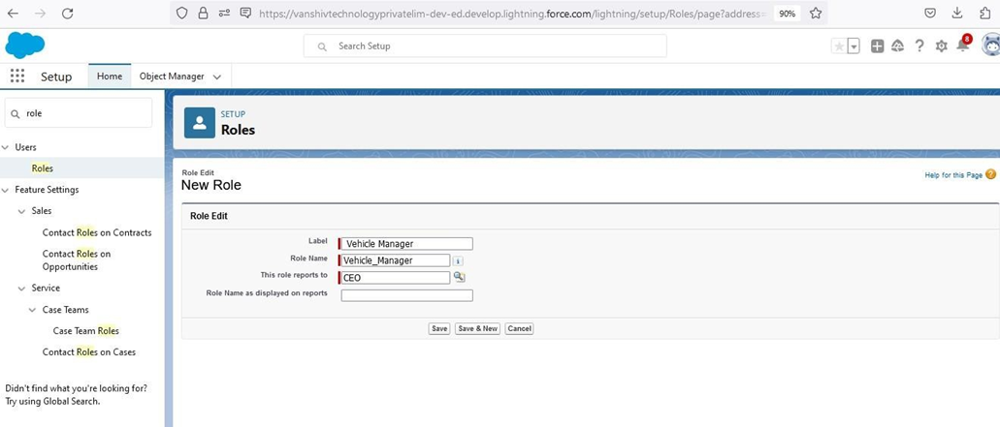 https://vanshivtechnologyprivatelim-dev-ed.develop.lightning.force.com/lightning/setup/Roles/page?address=
90%
Search Setup
8
Setup
Home
Object Manager
role
Users
Roles
Feature Settings
Sales
Contact Roles on Contracts
Contact Roles on
Opportunities
Service
Case Teams
Case Team Roles
Contact Roles on Cases
Didn't find what you're looking for?
Try using Global Search.
SETUP
Roles
Role Edit
New Role
Help for this Page
Role Edit
Label Vehicle Manager
Role Name Vehicle_Manager
This role reports to CEO
Role Name as displayed on reports
Save Save & New Cancel